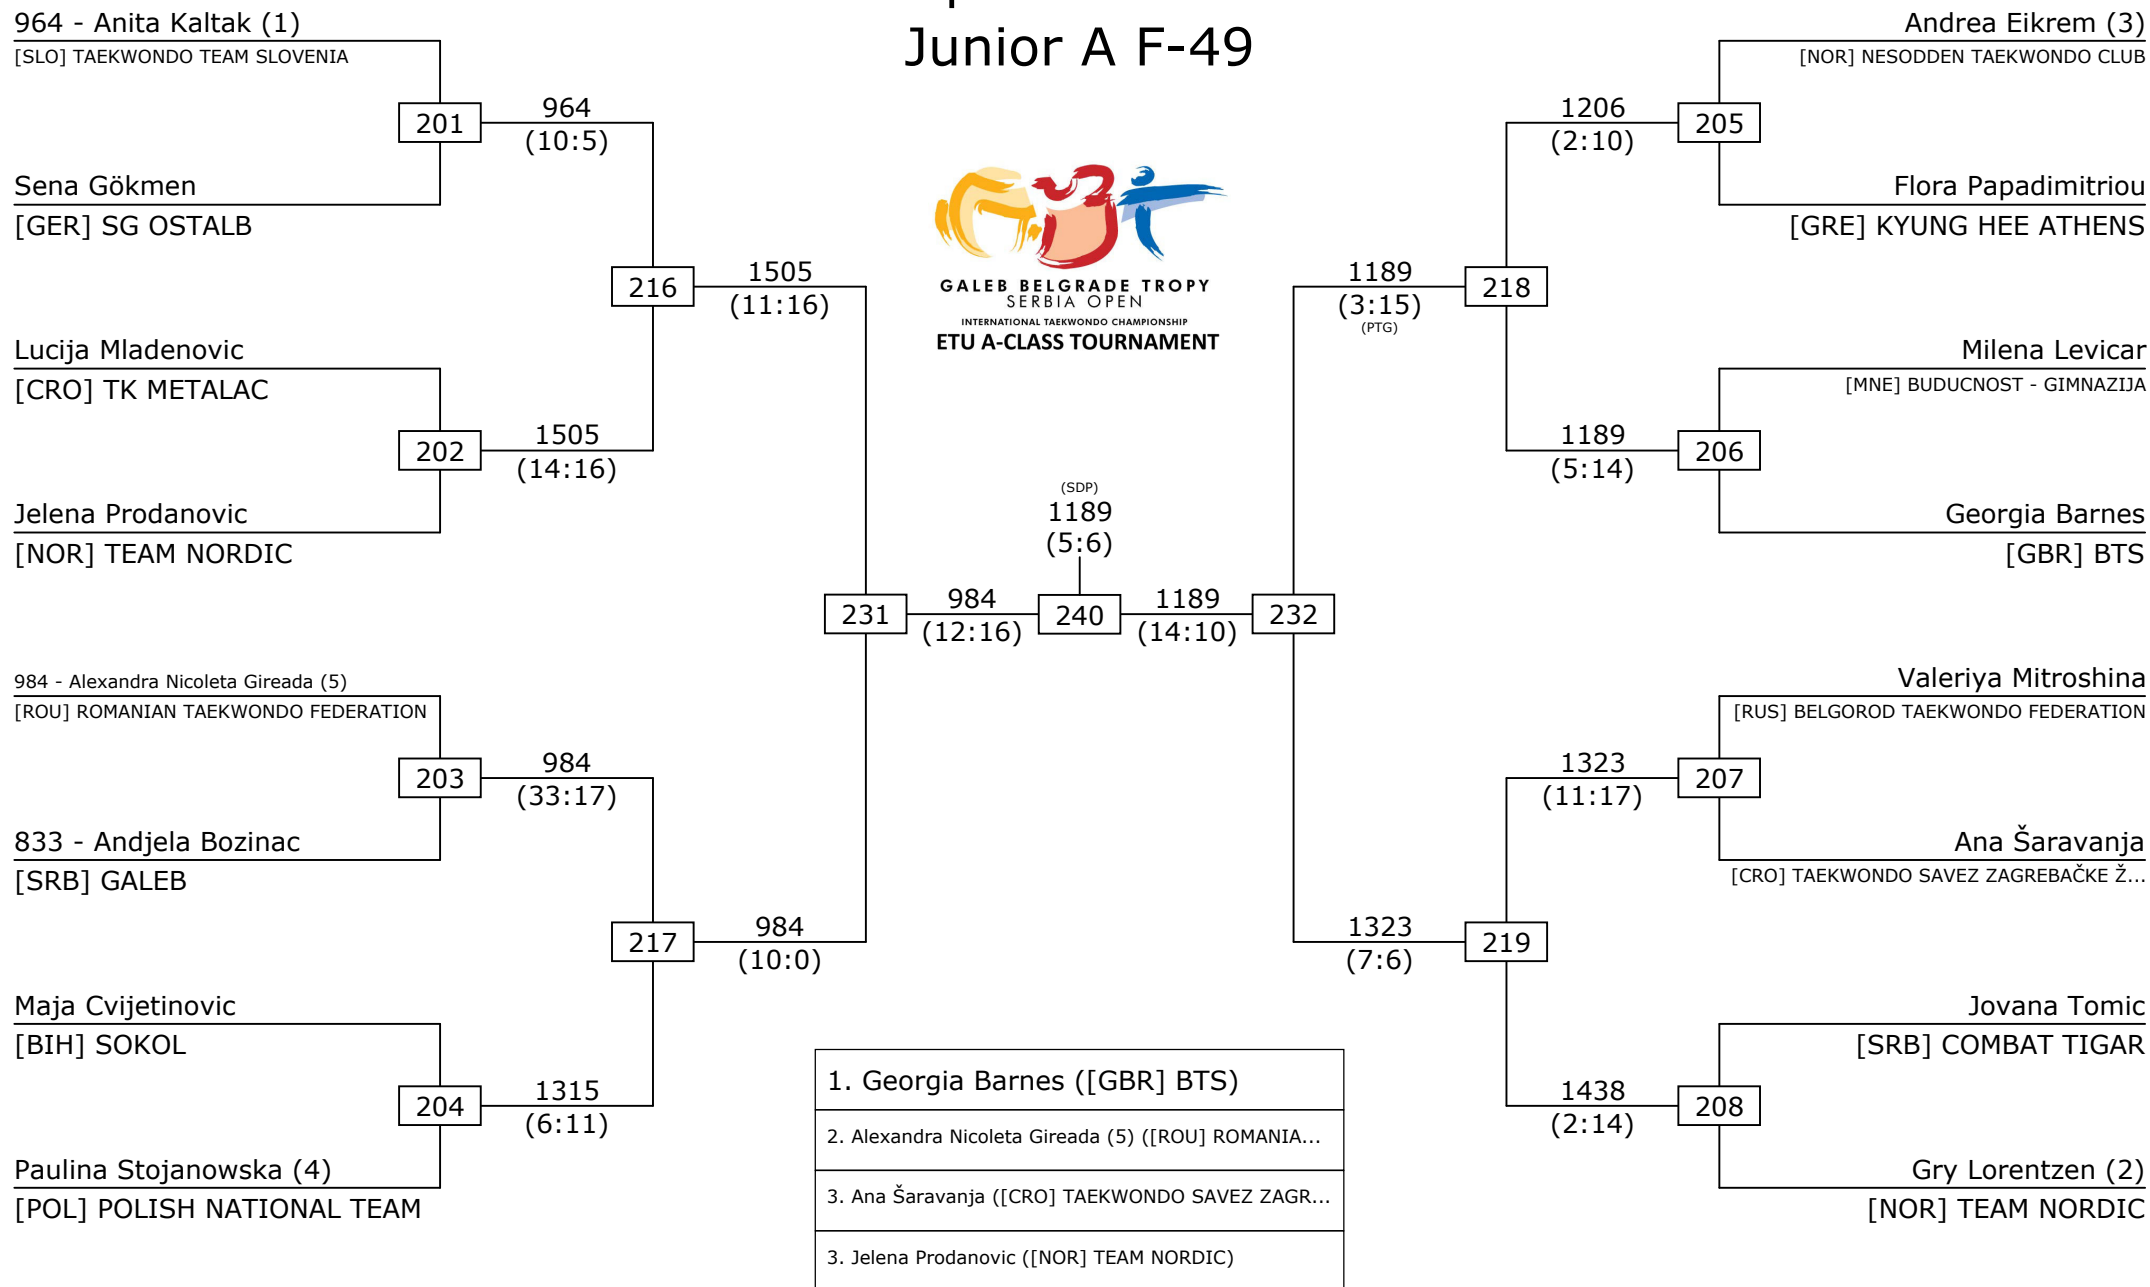 Junior A F-49
964 - Anita Kaltak (1)
[SLO] TAEKWONDO TEAM SLOVENIA
201
964
(10:5)
Sena Gökmen
[GER] SG OSTALB
216
1505
(11:16)
Lucija Mladenovic
[CRO] TK METALAC
202
1505
(14:16)
Jelena Prodanovic
[NOR] TEAM NORDIC
231
984
(12:16)
984 - Alexandra Nicoleta Gireada (5)
[ROU] ROMANIAN TAEKWONDO FEDERATION
203
984
(33:17)
833 - Andjela Bozinac
[SRB] GALEB
217
984
(10:0)
Maja Cvijetinovic
[BIH] SOKOL
204
1315
(6:11)
Paulina Stojanowska (4)
[POL] POLISH NATIONAL TEAM
GALEB BELGRADE TROPY
SERBIA OPEN
INTERNATIONAL TAEKWONDO CHAMPIONSHIP
ETU A-CLASS TOURNAMENT
(SDP)
1189
(5:6)
240
1189
(14:10)
232
Andrea Eikrem (3)
[NOR] NESODDEN TAEKWONDO CLUB
1206
(2:10)
205
Flora Papadimitriou
[GRE] KYUNG HEE ATHENS
1189
(3:15)
(PTG)
218
Milena Levicar
[MNE] BUDUCNOST - GIMNAZIJA
1189
(5:14)
206
Georgia Barnes
[GBR] BTS
Valeriya Mitroshina
[RUS] BELGOROD TAEKWONDO FEDERATION
1323
(11:17)
207
Ana Šaravanja
[CRO] TAEKWONDO SAVEZ ZAGREBAČKE Ž...
1323
(7:6)
219
Jovana Tomic
[SRB] COMBAT TIGAR
1438
(2:14)
208
Gry Lorentzen (2)
[NOR] TEAM NORDIC
1. Georgia Barnes ([GBR] BTS)
2. Alexandra Nicoleta Gireada (5) ([ROU] ROMANIA...
3. Ana Šaravanja ([CRO] TAEKWONDO SAVEZ ZAGR...
3. Jelena Prodanovic ([NOR] TEAM NORDIC)